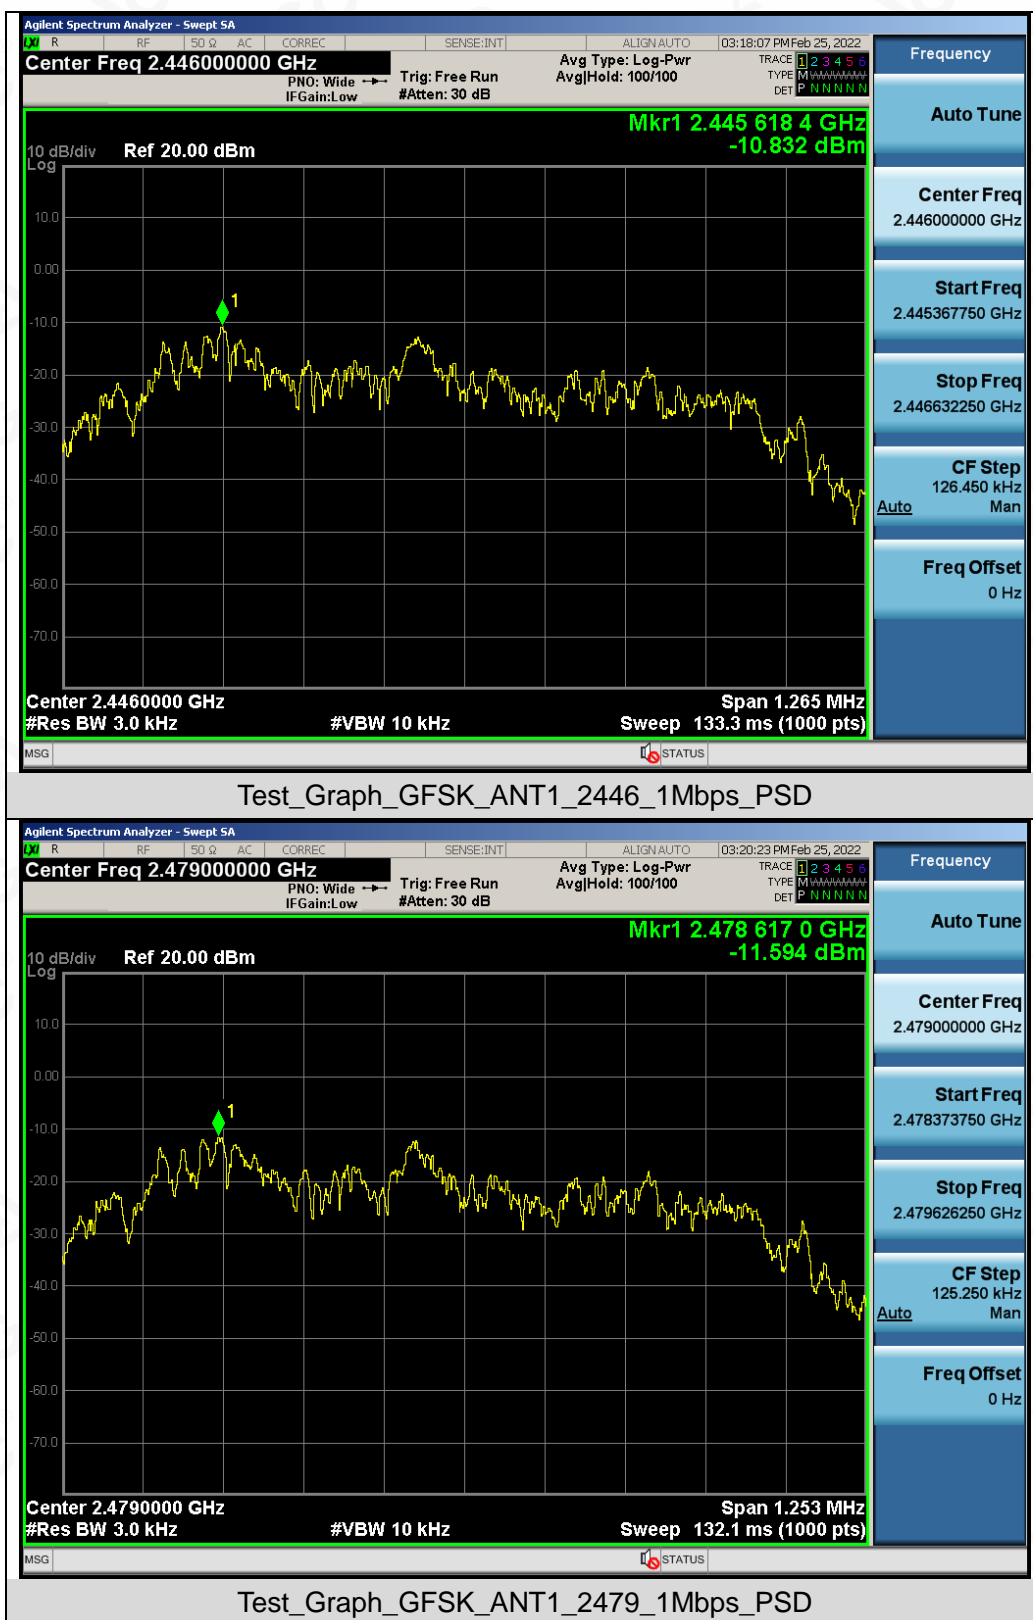 Agilent Spectrum Analyzer - Swept SA
LXI R RF 50 Ω AC CORREC SENSE:INT ALIGN AUTO 03:18:07 PM Feb 25, 2022
Center Freq 2.446000000 GHz
PNO: Wide
IFGain:Low
Trig: Free Run
#Atten: 30 dB
Avg Type: Log-Pwr
Avg|Hold: 100/100
TRACE 1 2 3 4 5 6
TYPE M W W W W W
DET P N N N N N
Mkr1 2.445 618 4 GHz
-10.832 dBm
10 dB/div Ref 20.00 dBm
Log
1
10.0
0.00
-10.0
-20.0
-30.0
-40.0
-50.0
-60.0
-70.0
Center 2.4460000 GHz Span 1.265 MHz
#Res BW 3.0 kHz #VBW 10 kHz Sweep 133.3 ms (1000 pts)
MSG STATUS
Frequency
Auto Tune
Center Freq
2.446000000 GHz
Start Freq
2.445367750 GHz
Stop Freq
2.446632250 GHz
CF Step
126.450 kHz
Auto Man
Freq Offset
0 Hz
Test_Graph_GFSK_ANT1_2446_1Mbps_PSD
Agilent Spectrum Analyzer - Swept SA
LXI R RF 50 Ω AC CORREC SENSE:INT ALIGN AUTO 03:20:23 PM Feb 25, 2022
Center Freq 2.479000000 GHz
PNO: Wide
IFGain:Low
Trig: Free Run
#Atten: 30 dB
Avg Type: Log-Pwr
Avg|Hold: 100/100
TRACE 1 2 3 4 5 6
TYPE M W W W W W
DET P N N N N N
Mkr1 2.478 617 0 GHz
-11.594 dBm
10 dB/div Ref 20.00 dBm
Log
1
10.0
0.00
-10.0
-20.0
-30.0
-40.0
-50.0
-60.0
-70.0
Center 2.4790000 GHz Span 1.253 MHz
#Res BW 3.0 kHz #VBW 10 kHz Sweep 132.1 ms (1000 pts)
MSG STATUS
Frequency
Auto Tune
Center Freq
2.479000000 GHz
Start Freq
2.478373750 GHz
Stop Freq
2.479626250 GHz
CF Step
125.250 kHz
Auto Man
Freq Offset
0 Hz
Test_Graph_GFSK_ANT1_2479_1Mbps_PSD